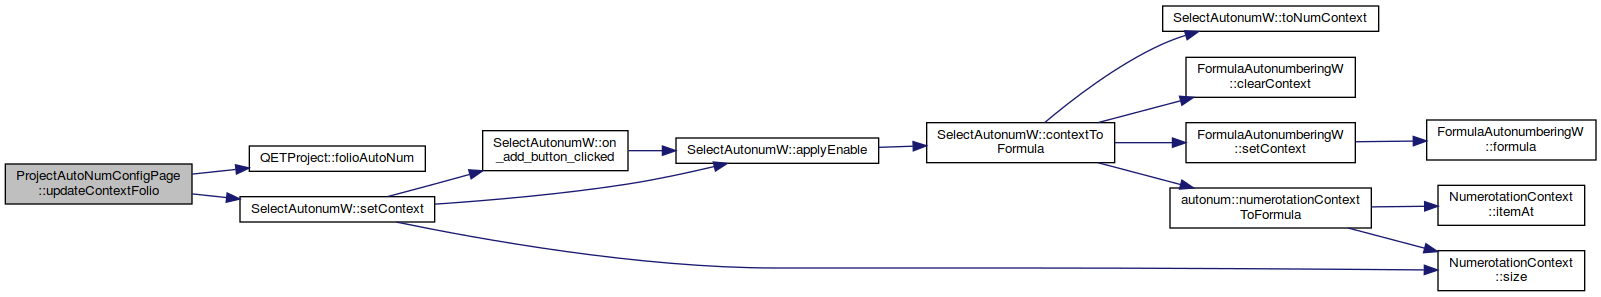 ProjectAutoNumConfigPage
::updateContextFolio
QETProject::folioAutoNum
SelectAutonumW::setContext
SelectAutonumW::on
_add_button_clicked
SelectAutonumW::applyEnable
SelectAutonumW::contextTo
Formula
SelectAutonumW::toNumContext
FormulaAutonumberingW
::clearContext
FormulaAutonumberingW
::setContext
autonum::numerotationContext
ToFormula
FormulaAutonumberingW
::formula
NumerotationContext
::itemAt
NumerotationContext
::size